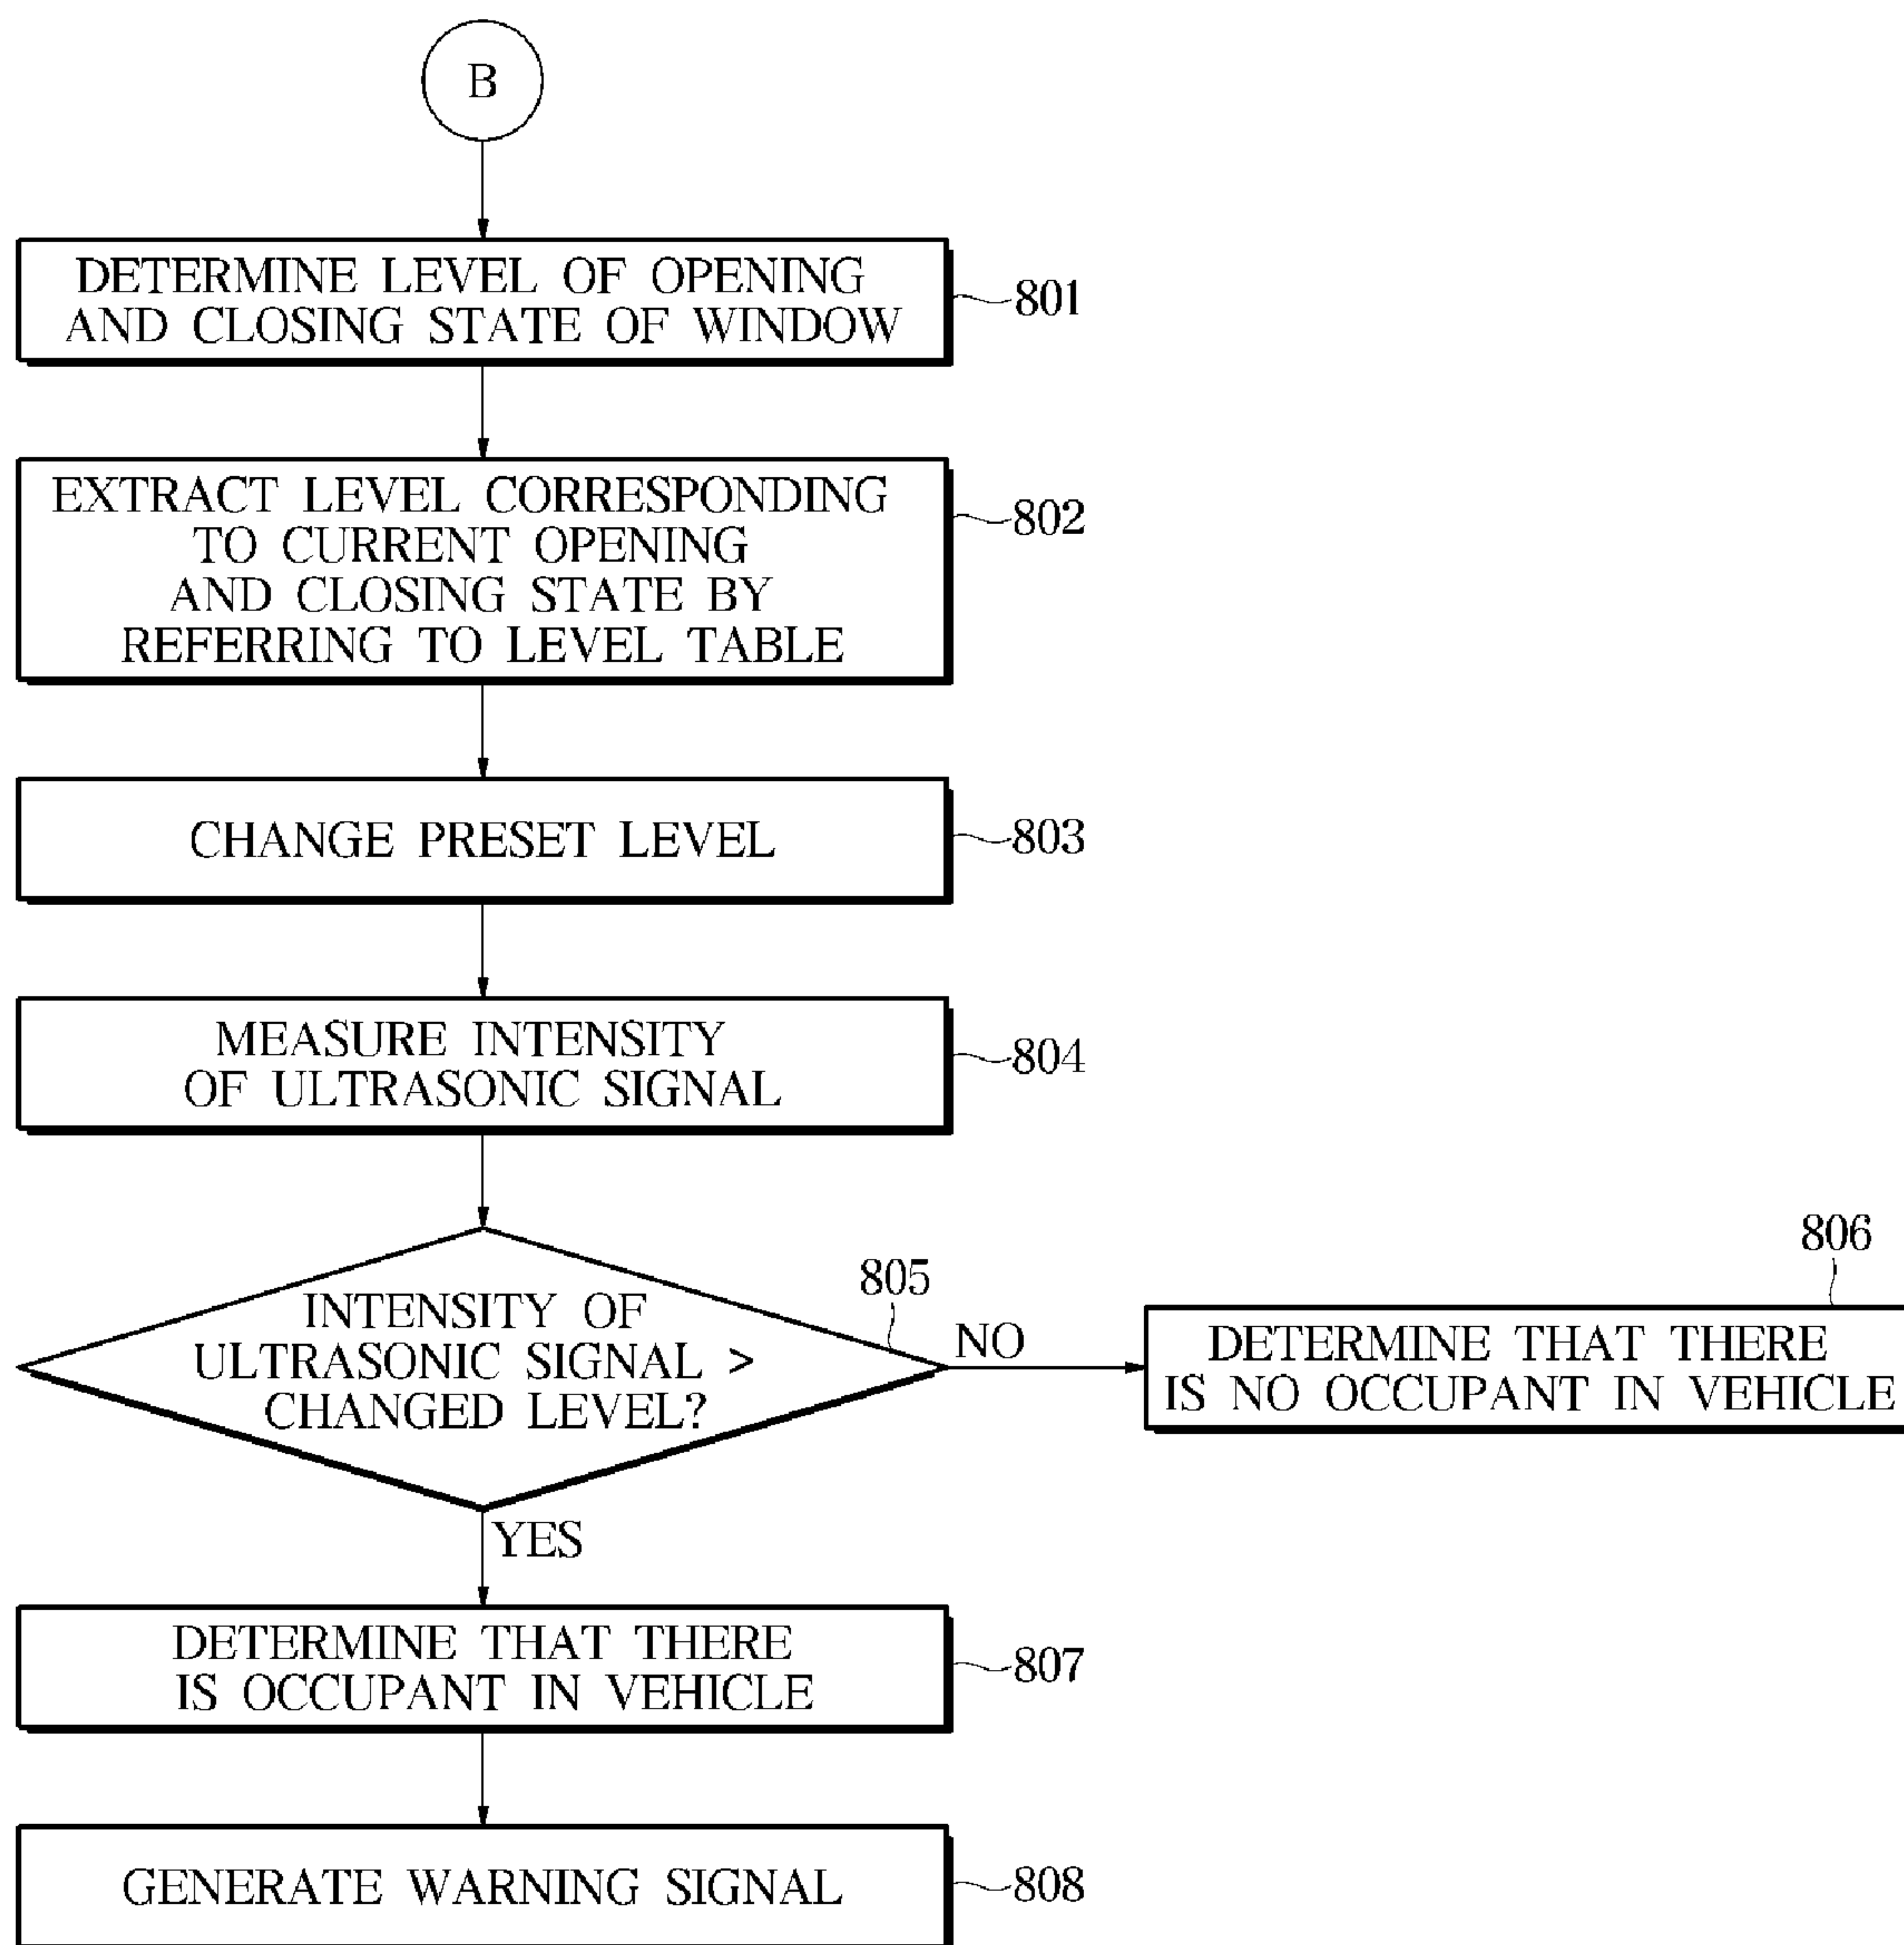 B
DETERMINE LEVEL OF OPENING
AND CLOSING STATE OF WINDOW
801
EXTRACT LEVEL CORRESPONDING
TO CURRENT OPENING
AND CLOSING STATE BY
REFERRING TO LEVEL TABLE
802
CHANGE PRESET LEVEL
803
MEASURE INTENSITY
OF ULTRASONIC SIGNAL
804
INTENSITY OF
ULTRASONIC SIGNAL >
CHANGED LEVEL?
805
NO
806
DETERMINE THAT THERE
IS NO OCCUPANT IN VEHICLE
YES
DETERMINE THAT THERE
IS OCCUPANT IN VEHICLE
807
GENERATE WARNING SIGNAL
808